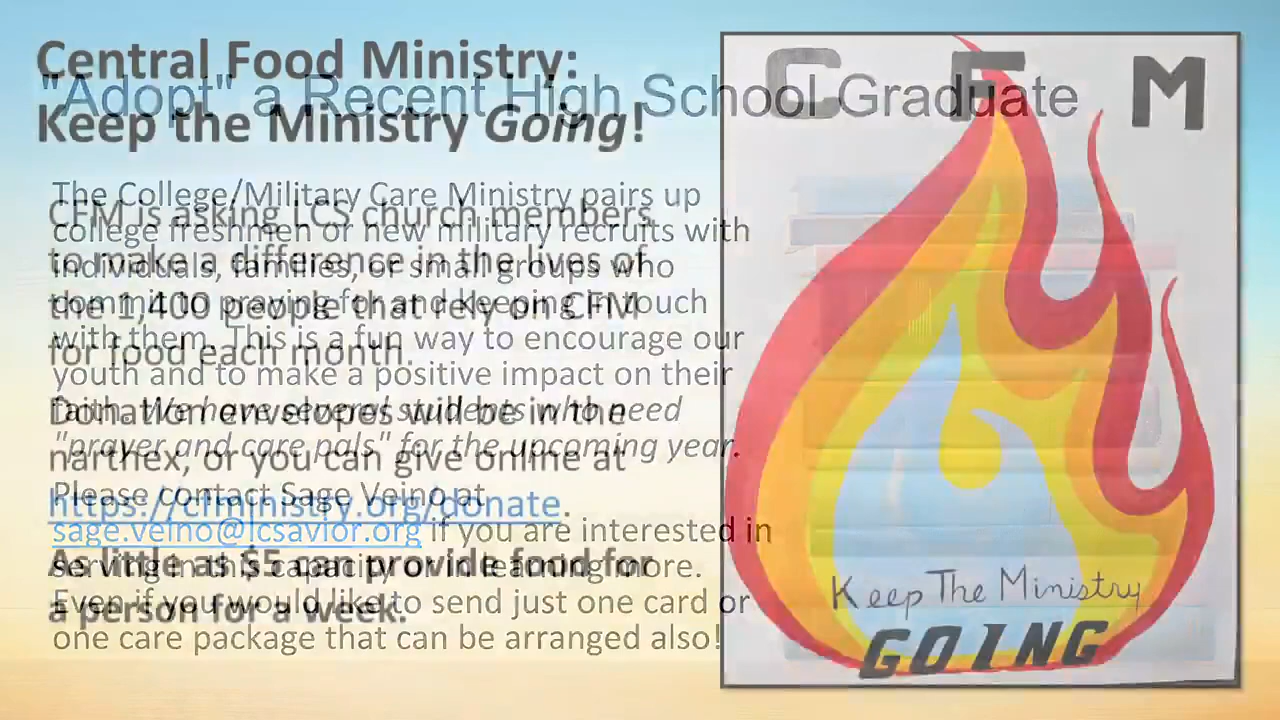 Central Food Ministry:
Keep the Ministry Going!
CFM is asking LCS church members
to make a difference in the lives of
the 1,400 people that rely on CFM
for food each month.
Donation envelopes will be in the
narthex, or you can give online at
https://cfministry.org/donate.
As little as $5 can provide food for
a person for a week.
"Adopt" a Recent High School Graduate
The College/Military Care Ministry pairs up
college freshmen or new military recruits with
individuals, families, or small groups who
commit to praying for and keeping in touch
with them. This is a fun way to encourage our
youth and to make a positive impact on their
faith. We have several students who need
"prayer and care pals" for the upcoming year.
Please contact Sage Veino at
sage.veino@lcsavior.org if you are interested in
serving in this capacity or in learning more.
Even if you would like to send just one card or
one care package that can be arranged also!
C F M
Keep The Ministry
GOING